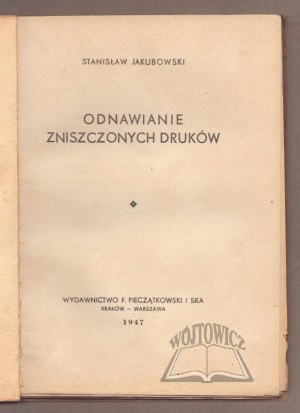 STANISŁAW JAKUBOWSKI
ODNAWIANIE
ZNISZCZONYCH DRUKÓW
WYDAWNICTWO F. PIECZĄTKOWSKI I SKA
KRAKÓW — WARSZAWA
1947
WÓJTOWICZ